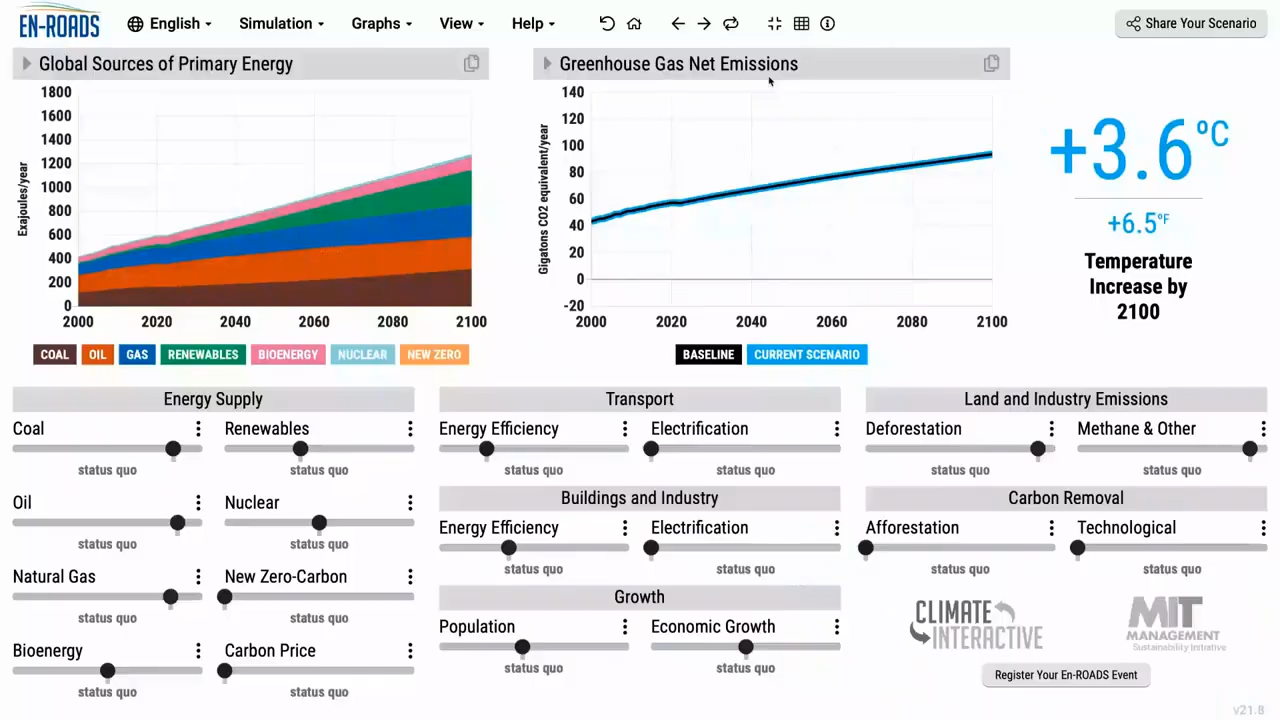 EN-ROADS
English
Simulation
Graphs
View
Help
Share Your Scenario
Global Sources of Primary Energy
Exajoules/year
1800
1600
1400
1200
1000
800
600
400
200
0
2000 2020 2040 2060 2080 2100
COAL OIL GAS RENEWABLES BIOENERGY NUCLEAR NEW ZERO
Greenhouse Gas Net Emissions
Gigatons CO2 equivalent/year
140
120
100
80
60
40
20
0
-20
2000 2020 2040 2060 2080 2100
BASELINE CURRENT SCENARIO
+3.6°C
+6.5°F
Temperature
Increase by
2100
Energy Supply
Coal
status quo
Renewables
status quo
Oil
status quo
Nuclear
status quo
Natural Gas
status quo
New Zero-Carbon
status quo
Bioenergy
status quo
Carbon Price
status quo
Transport
Energy Efficiency
status quo
Electrification
status quo
Buildings and Industry
Energy Efficiency
status quo
Electrification
status quo
Growth
Population
status quo
Economic Growth
status quo
Land and Industry Emissions
Deforestation
status quo
Methane & Other
status quo
Carbon Removal
Afforestation
status quo
Technological
status quo
CLIMATE
INTERACTIVE
MIT
MANAGEMENT
Sustainability Initiative
Register Your En-ROADS Event
v21.8